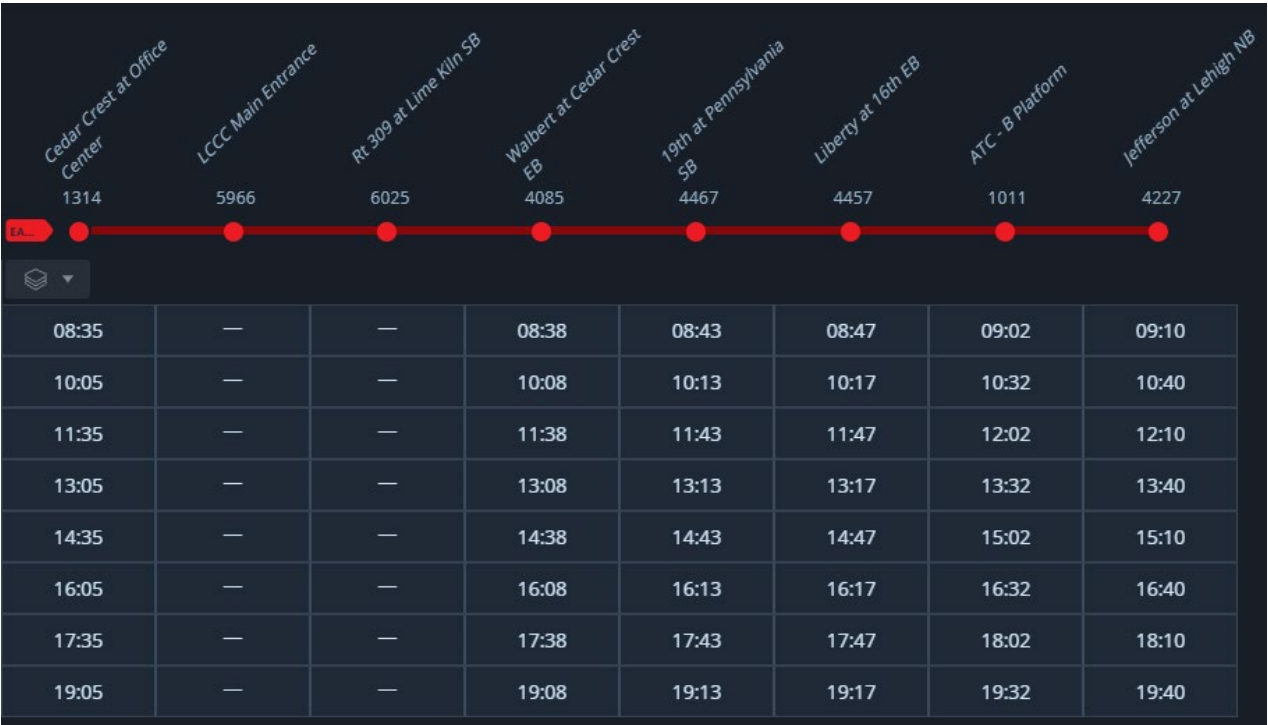 Cedar Crest at Office
Center
LCCC Main Entrance
Rt 309 at Lime Kiln SB
Walbert at Cedar Crest
EB
19th at Pennsylvania
SB
Liberty at 16th EB
ATC - B Platform
Jefferson at Lehigh NB
1314 5966 6025 4085 4467 4457 1011 4227
EA...
08:35 — — 08:38 08:43 08:47 09:02 09:10
10:05 — — 10:08 10:13 10:17 10:32 10:40
11:35 — — 11:38 11:43 11:47 12:02 12:10
13:05 — — 13:08 13:13 13:17 13:32 13:40
14:35 — — 14:38 14:43 14:47 15:02 15:10
16:05 — — 16:08 16:13 16:17 16:32 16:40
17:35 — — 17:38 17:43 17:47 18:02 18:10
19:05 — — 19:08 19:13 19:17 19:32 19:40